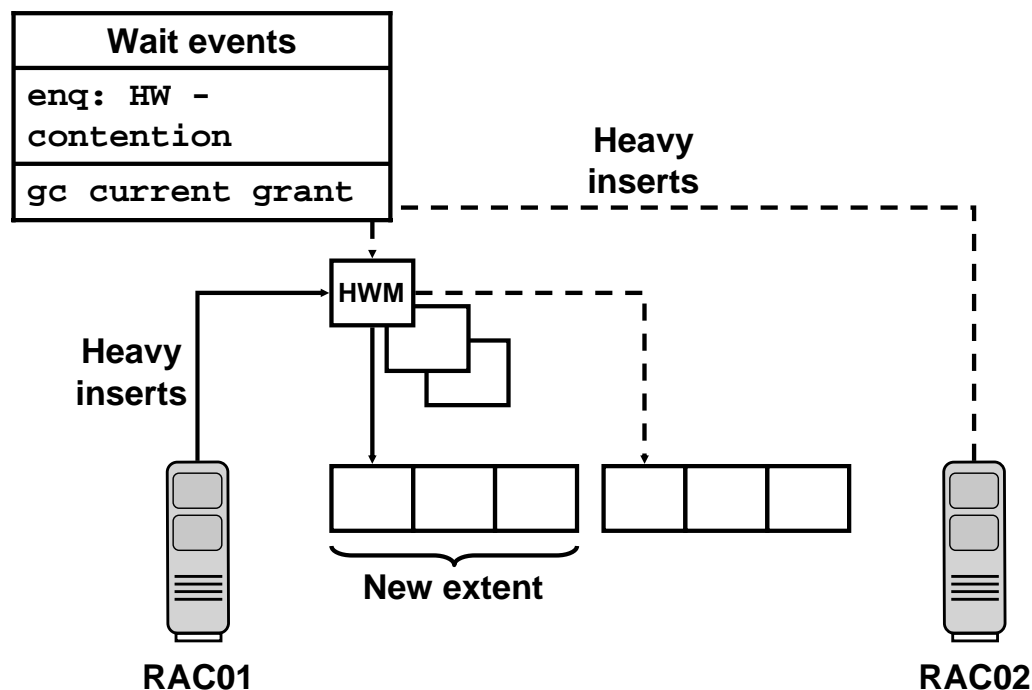 Wait events
enq: HW -
contention
gc current grant
Heavy
inserts
HWM
Heavy
inserts
New extent
RAC01
RAC02